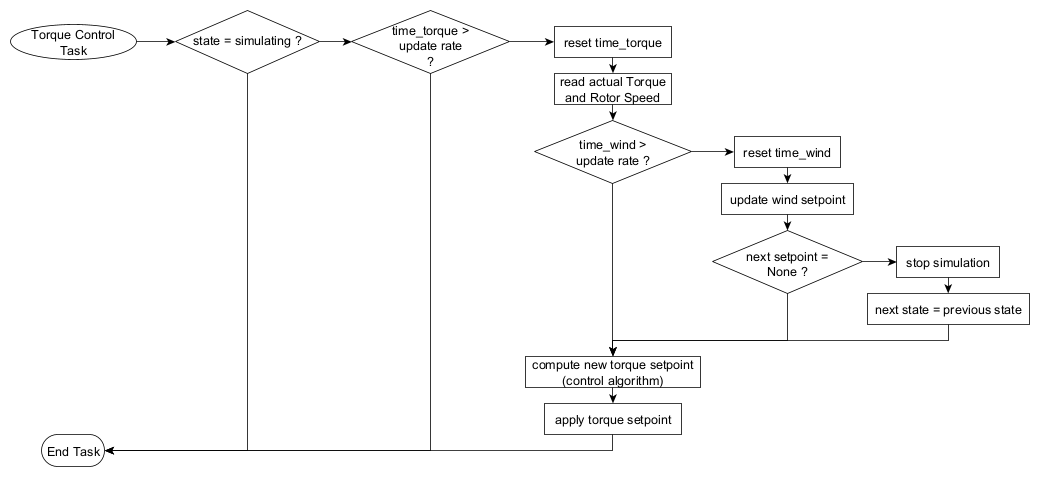 Torque Control
Task
state = simulating ?
time_torque >
update rate
?
reset time_torque
read actual Torque
and Rotor Speed
time_wind >
update rate ?
reset time_wind
update wind setpoint
next setpoint =
None ?
stop simulation
next state = previous state
compute new torque setpoint
(control algorithm)
apply torque setpoint
End Task